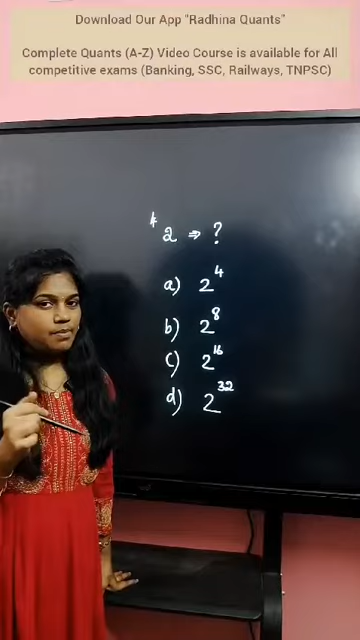 Download Our App "Radhina Quants"
Complete Quants (A-Z) Video Course is available for All
competitive exams (Banking, SSC, Railways, TNPSC)
⁴2 ⇒ ?
a) 2⁴
b) 2⁸
c) 2¹⁶
d) 2³²